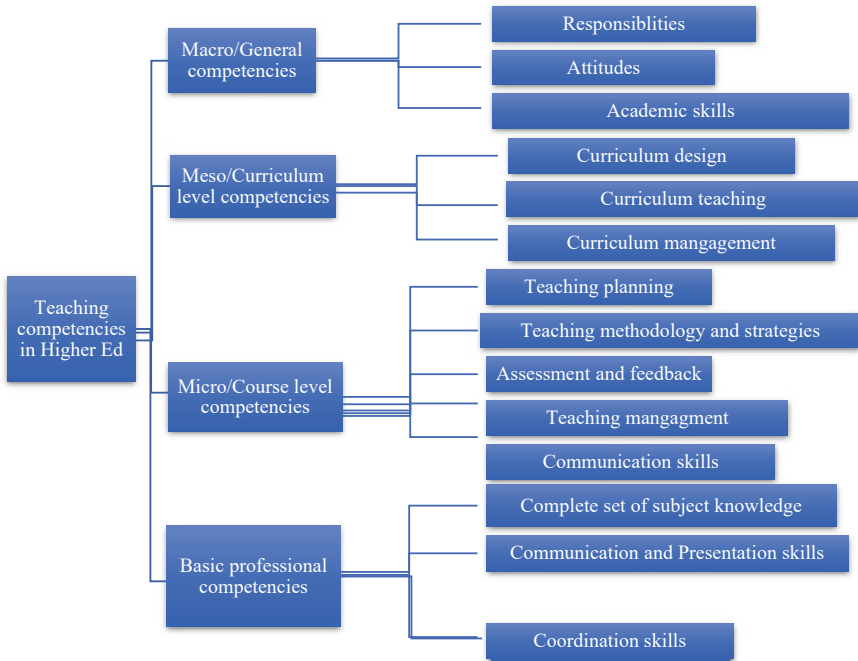 Teaching
competencies
in Higher Ed
Macro/General
competencies
Responsiblities
Attitudes
Academic skills
Meso/Curriculum
level competencies
Curriculum design
Curriculum teaching
Curriculum mangagement
Micro/Course level
competencies
Teaching planning
Teaching methodology and strategies
Assessment and feedback
Teaching mangagment
Communication skills
Basic professional
competencies
Complete set of subject knowledge
Communication and Presentation skills
Coordination skills